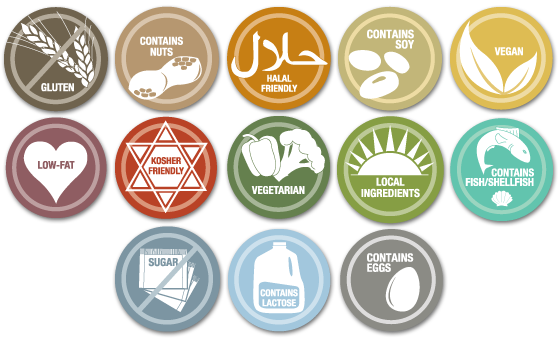 GLUTEN
CONTAINS
NUTS
حلال
HALAL
FRIENDLY
CONTAINS
SOY
VEGAN
LOW-FAT
KOSHER
FRIENDLY
VEGETARIAN
LOCAL
INGREDIENTS
CONTAINS
FISH/SHELLFISH
SUGAR
CONTAINS
LACTOSE
CONTAINS
EGGS